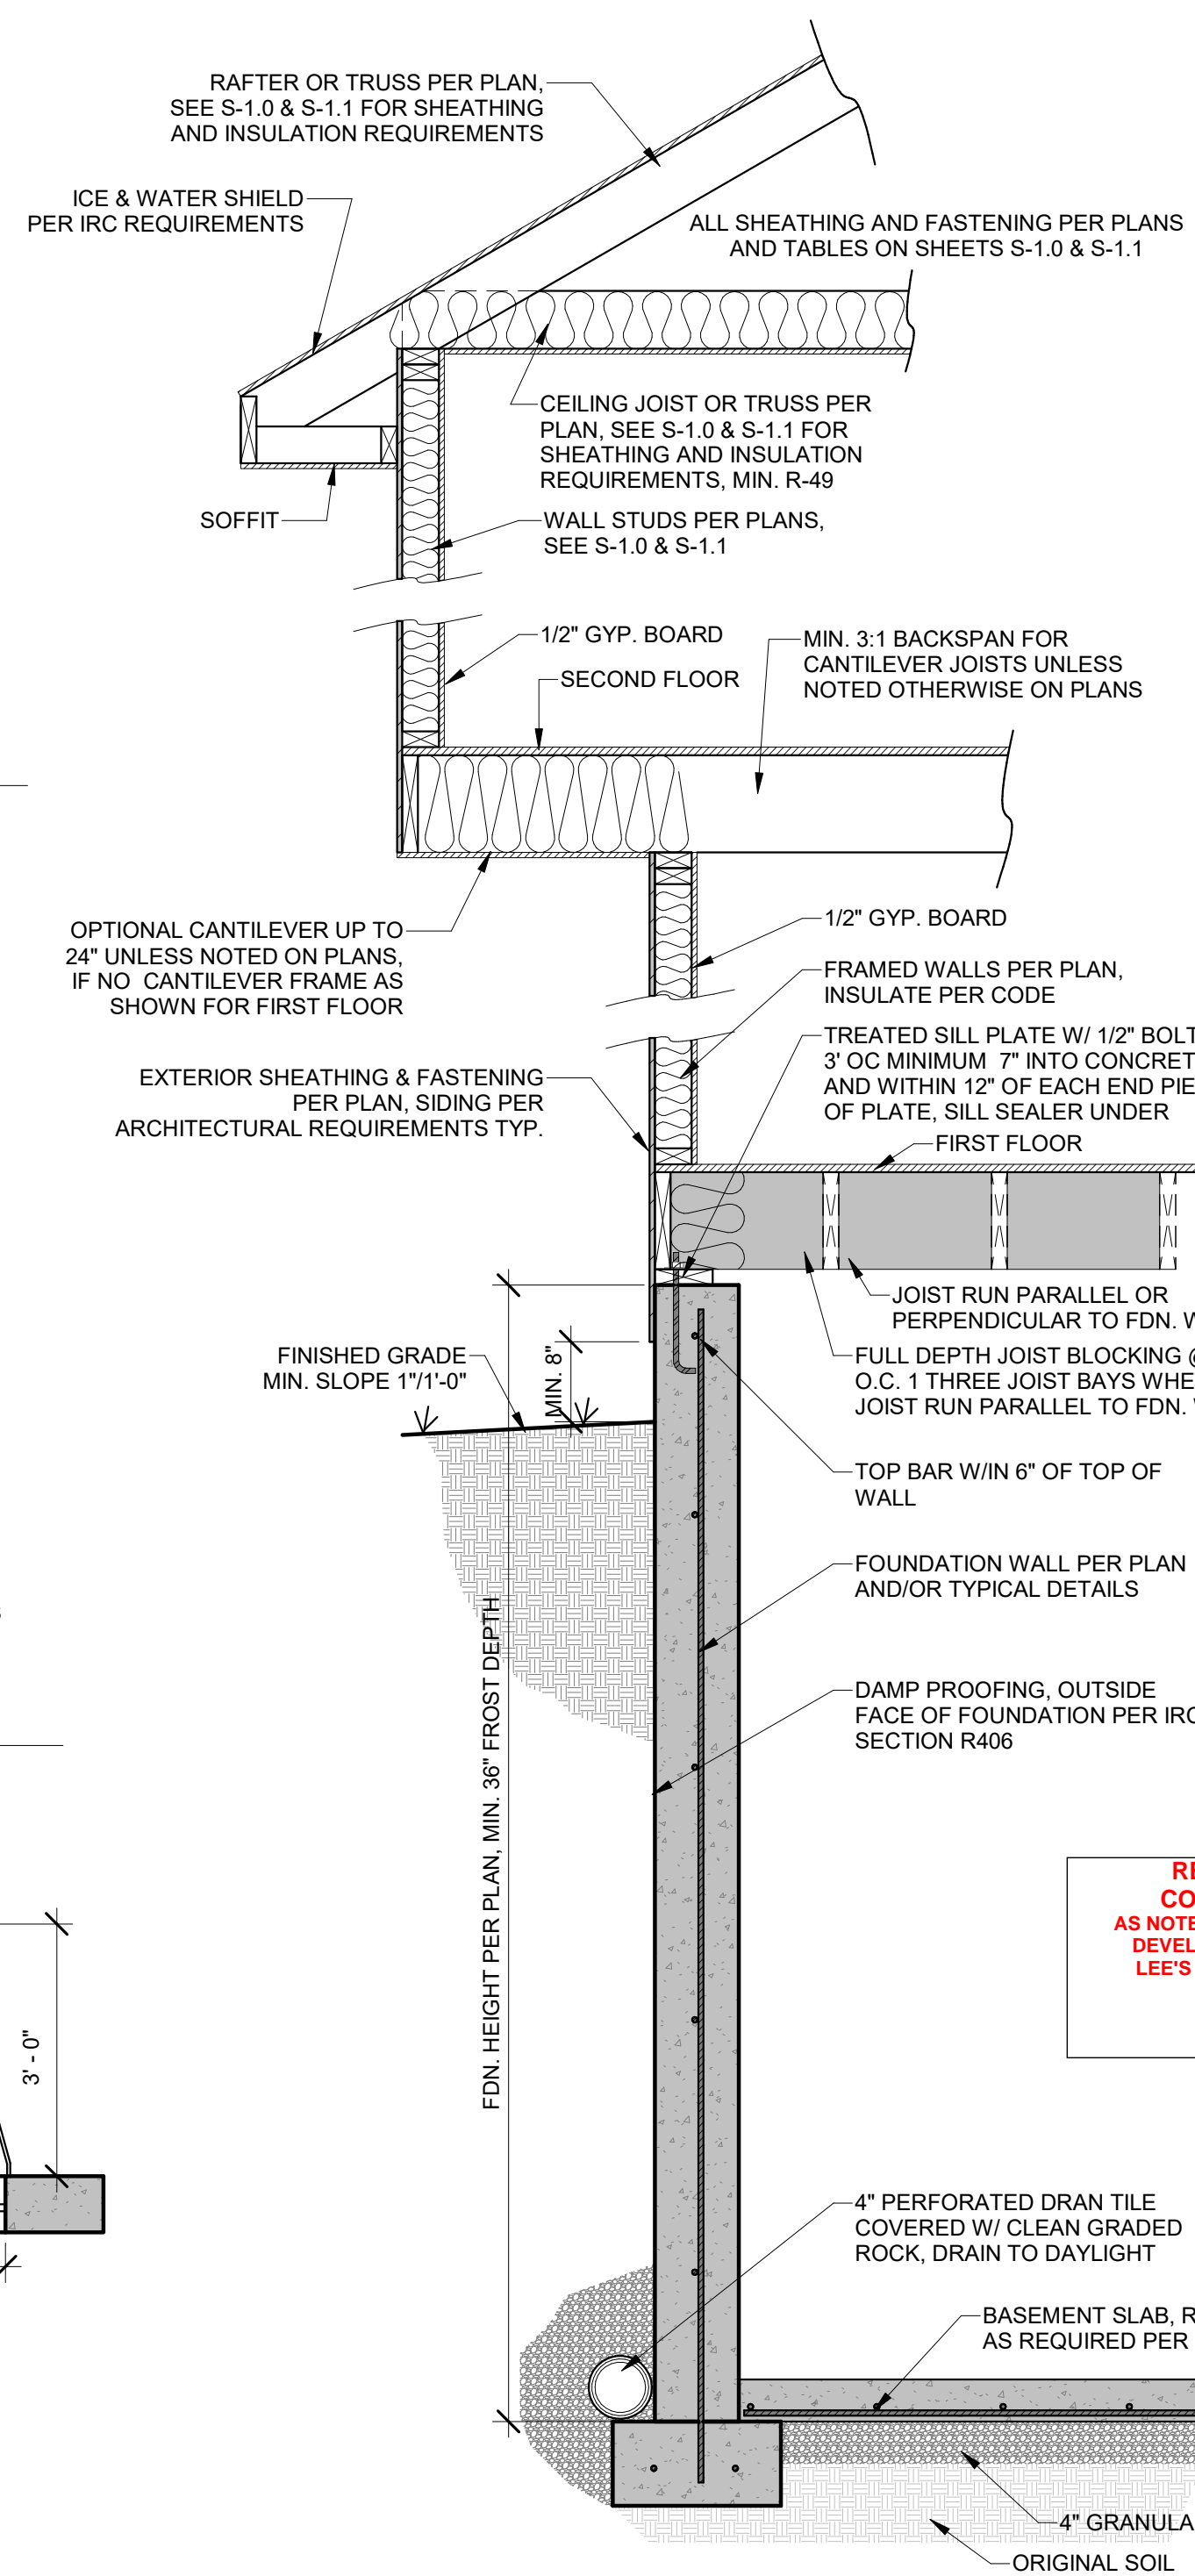 RAFTER OR TRUSS PER PLAN,
SEE S-1.0 & S-1.1 FOR SHEATHING
AND INSULATION REQUIREMENTS
ICE & WATER SHIELD
PER IRC REQUIREMENTS
ALL SHEATHING AND FASTENING PER PLANS
AND TABLES ON SHEETS S-1.0 & S-1.1
CEILING JOIST OR TRUSS PER
PLAN, SEE S-1.0 & S-1.1 FOR
SHEATHING AND INSULATION
REQUIREMENTS, MIN. R-49
SOFFIT
WALL STUDS PER PLANS,
SEE S-1.0 & S-1.1
1/2" GYP. BOARD
SECOND FLOOR
MIN. 3:1 BACKSPAN FOR
CANTILEVER JOISTS UNLESS
NOTED OTHERWISE ON PLANS
OPTIONAL CANTILEVER UP TO
24" UNLESS NOTED ON PLANS,
IF NO CANTILEVER FRAME AS
SHOWN FOR FIRST FLOOR
1/2" GYP. BOARD
FRAMED WALLS PER PLAN,
INSULATE PER CODE
TREATED SILL PLATE W/ 1/2" BOLT
3' OC MINIMUM 7" INTO CONCRET
AND WITHIN 12" OF EACH END PIE
OF PLATE, SILL SEALER UNDER
EXTERIOR SHEATHING & FASTENING
PER PLAN, SIDING PER
ARCHITECTURAL REQUIREMENTS TYP.
FIRST FLOOR
JOIST RUN PARALLEL OR
PERPENDICULAR TO FDN. W
FINISHED GRADE
MIN. SLOPE 1"/1'-0"
MIN. 8"
FULL DEPTH JOIST BLOCKING @
O.C. 1 THREE JOIST BAYS WHE
JOIST RUN PARALLEL TO FDN.
TOP BAR W/IN 6" OF TOP OF
WALL
FOUNDATION WALL PER PLAN
AND/OR TYPICAL DETAILS
FDN. HEIGHT PER PLAN, MIN. 36" FROST DEPTH
DAMP PROOFING, OUTSIDE
FACE OF FOUNDATION PER IRC
SECTION R406
RE
CO
AS NOTE
DEVEL
LEE'S
3' - 0"
4" PERFORATED DRAN TILE
COVERED W/ CLEAN GRADED
ROCK, DRAIN TO DAYLIGHT
BASEMENT SLAB, R
AS REQUIRED PER
4" GRANULA
ORIGINAL SOIL